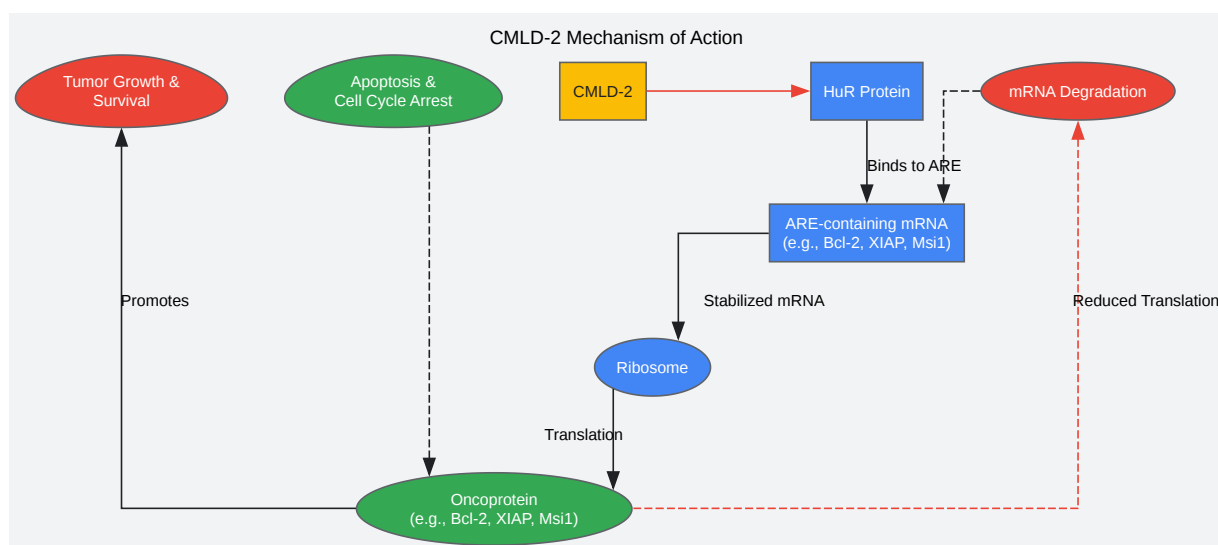 CMLD-2 Mechanism of Action
Tumor Growth &
Survival
Apoptosis &
Cell Cycle Arrest
CMLD-2
HuR Protein
mRNA Degradation
Binds to ARE
ARE-containing mRNA
(e.g., Bcl-2, XIAP, Msi1)
Promotes
Stabilized mRNA
Reduced Translation
Ribosome
Translation
Oncoprotein
(e.g., Bcl-2, XIAP, Msi1)